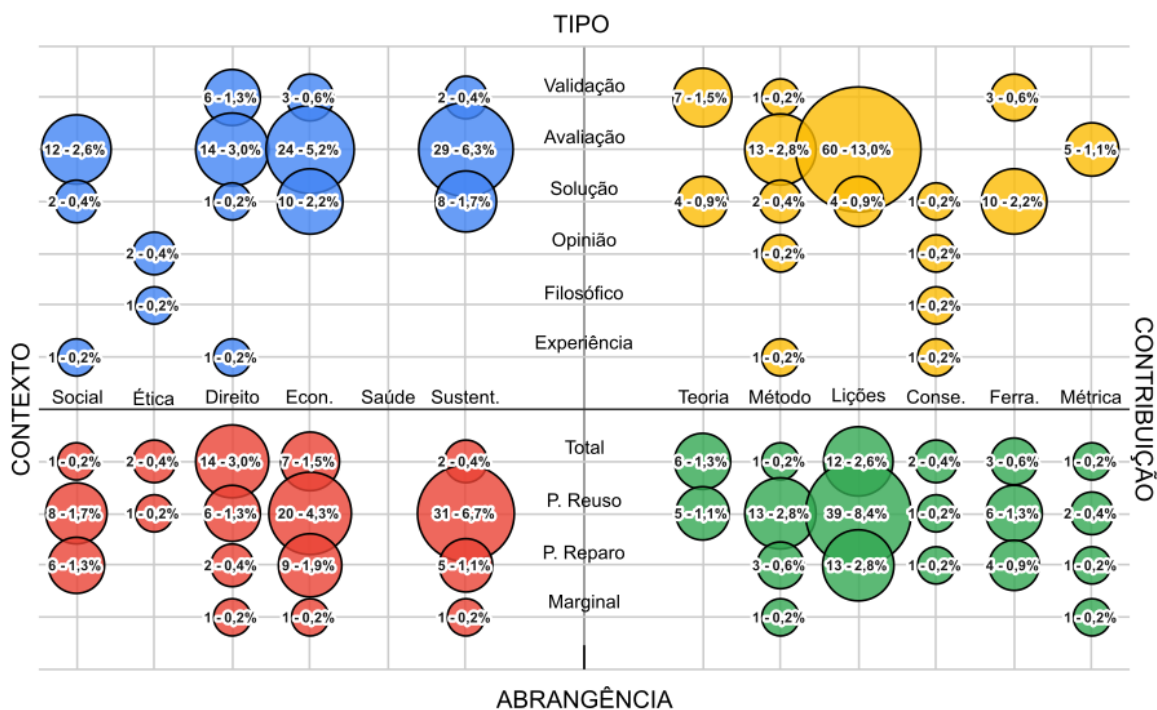 TIPO
Validação
6 - 1,3% 3 - 0,6% 2 - 0,4% 7 - 1,5% 1 - 0,2% 3 - 0,6%
Avaliação
12 - 2,6% 14 - 3,0% 24 - 5,2% 29 - 6,3% 13 - 2,8% 60 - 13,0% 5 - 1,1%
Solução
2 - 0,4% 1 - 0,2% 10 - 2,2% 8 - 1,7% 4 - 0,9% 2 - 0,4% 4 - 0,9% 1 - 0,2% 10 - 2,2%
Opinião
2 - 0,4% 1 - 0,2% 1 - 0,2%
Filosófico
1 - 0,2% 1 - 0,2%
Experiência
1 - 0,2% 1 - 0,2% 1 - 0,2% 1 - 0,2%
CONTEXTO
CONTRIBUIÇÃO
Social Ética Direito Econ. Saúde Sustent. Teoria Método Lições Conse. Ferra. Métrica
Total
1 - 0,2% 2 - 0,4% 14 - 3,0% 7 - 1,5% 2 - 0,4% 6 - 1,3% 1 - 0,2% 12 - 2,6% 2 - 0,4% 3 - 0,6% 1 - 0,2%
P. Reuso
8 - 1,7% 1 - 0,2% 6 - 1,3% 20 - 4,3% 31 - 6,7% 5 - 1,1% 13 - 2,8% 39 - 8,4% 1 - 0,2% 6 - 1,3% 2 - 0,4%
P. Reparo
6 - 1,3% 2 - 0,4% 9 - 1,9% 5 - 1,1% 3 - 0,6% 13 - 2,8% 1 - 0,2% 4 - 0,9% 1 - 0,2%
Marginal
1 - 0,2% 1 - 0,2% 1 - 0,2% 1 - 0,2% 1 - 0,2%
ABRANGÊNCIA